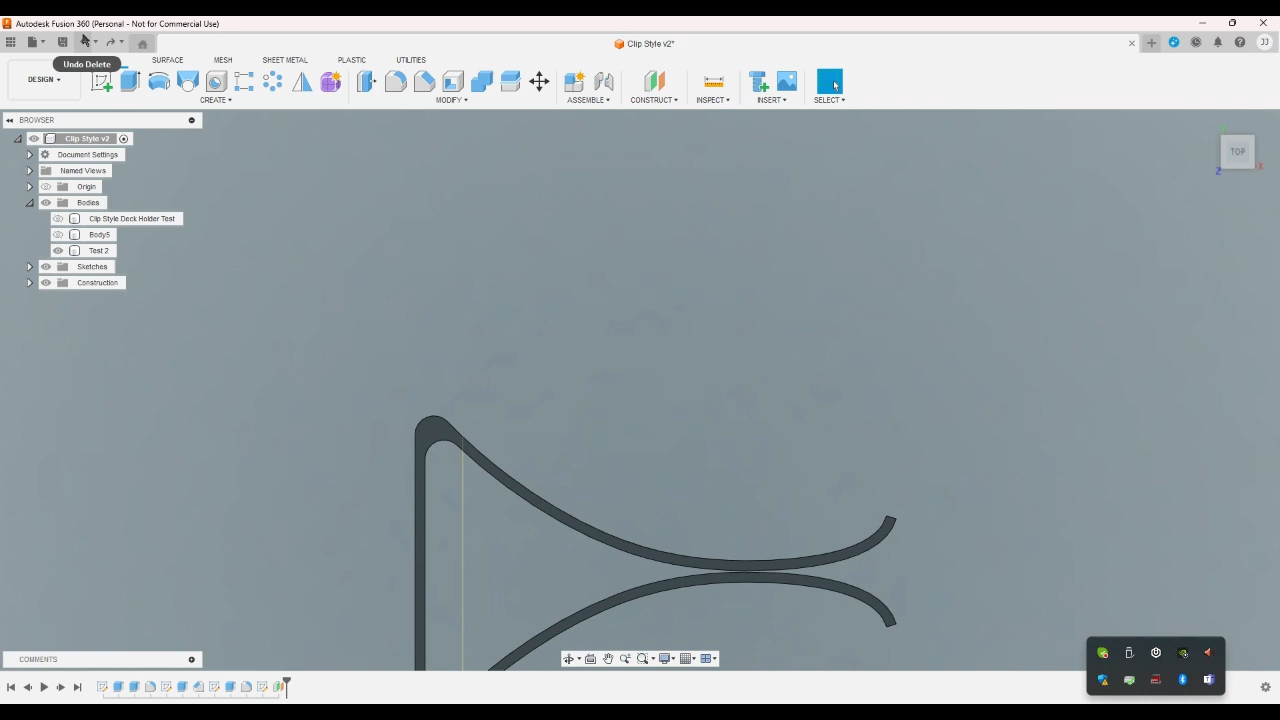 Autodesk Fusion 360 (Personal - Not for Commercial Use)
Clip Style v2*
JJ
Undo Delete
DESIGN
SURFACE
MESH
SHEET METAL
PLASTIC
UTILITIES
CREATE
MODIFY
ASSEMBLE
CONSTRUCT
INSPECT
INSERT
SELECT
BROWSER
Clip Style v2
Document Settings
Named Views
Origin
Bodies
Clip Style Deck Holder Test
Body5
Test 2
Sketches
Construction
TOP
Z
X
COMMENTS